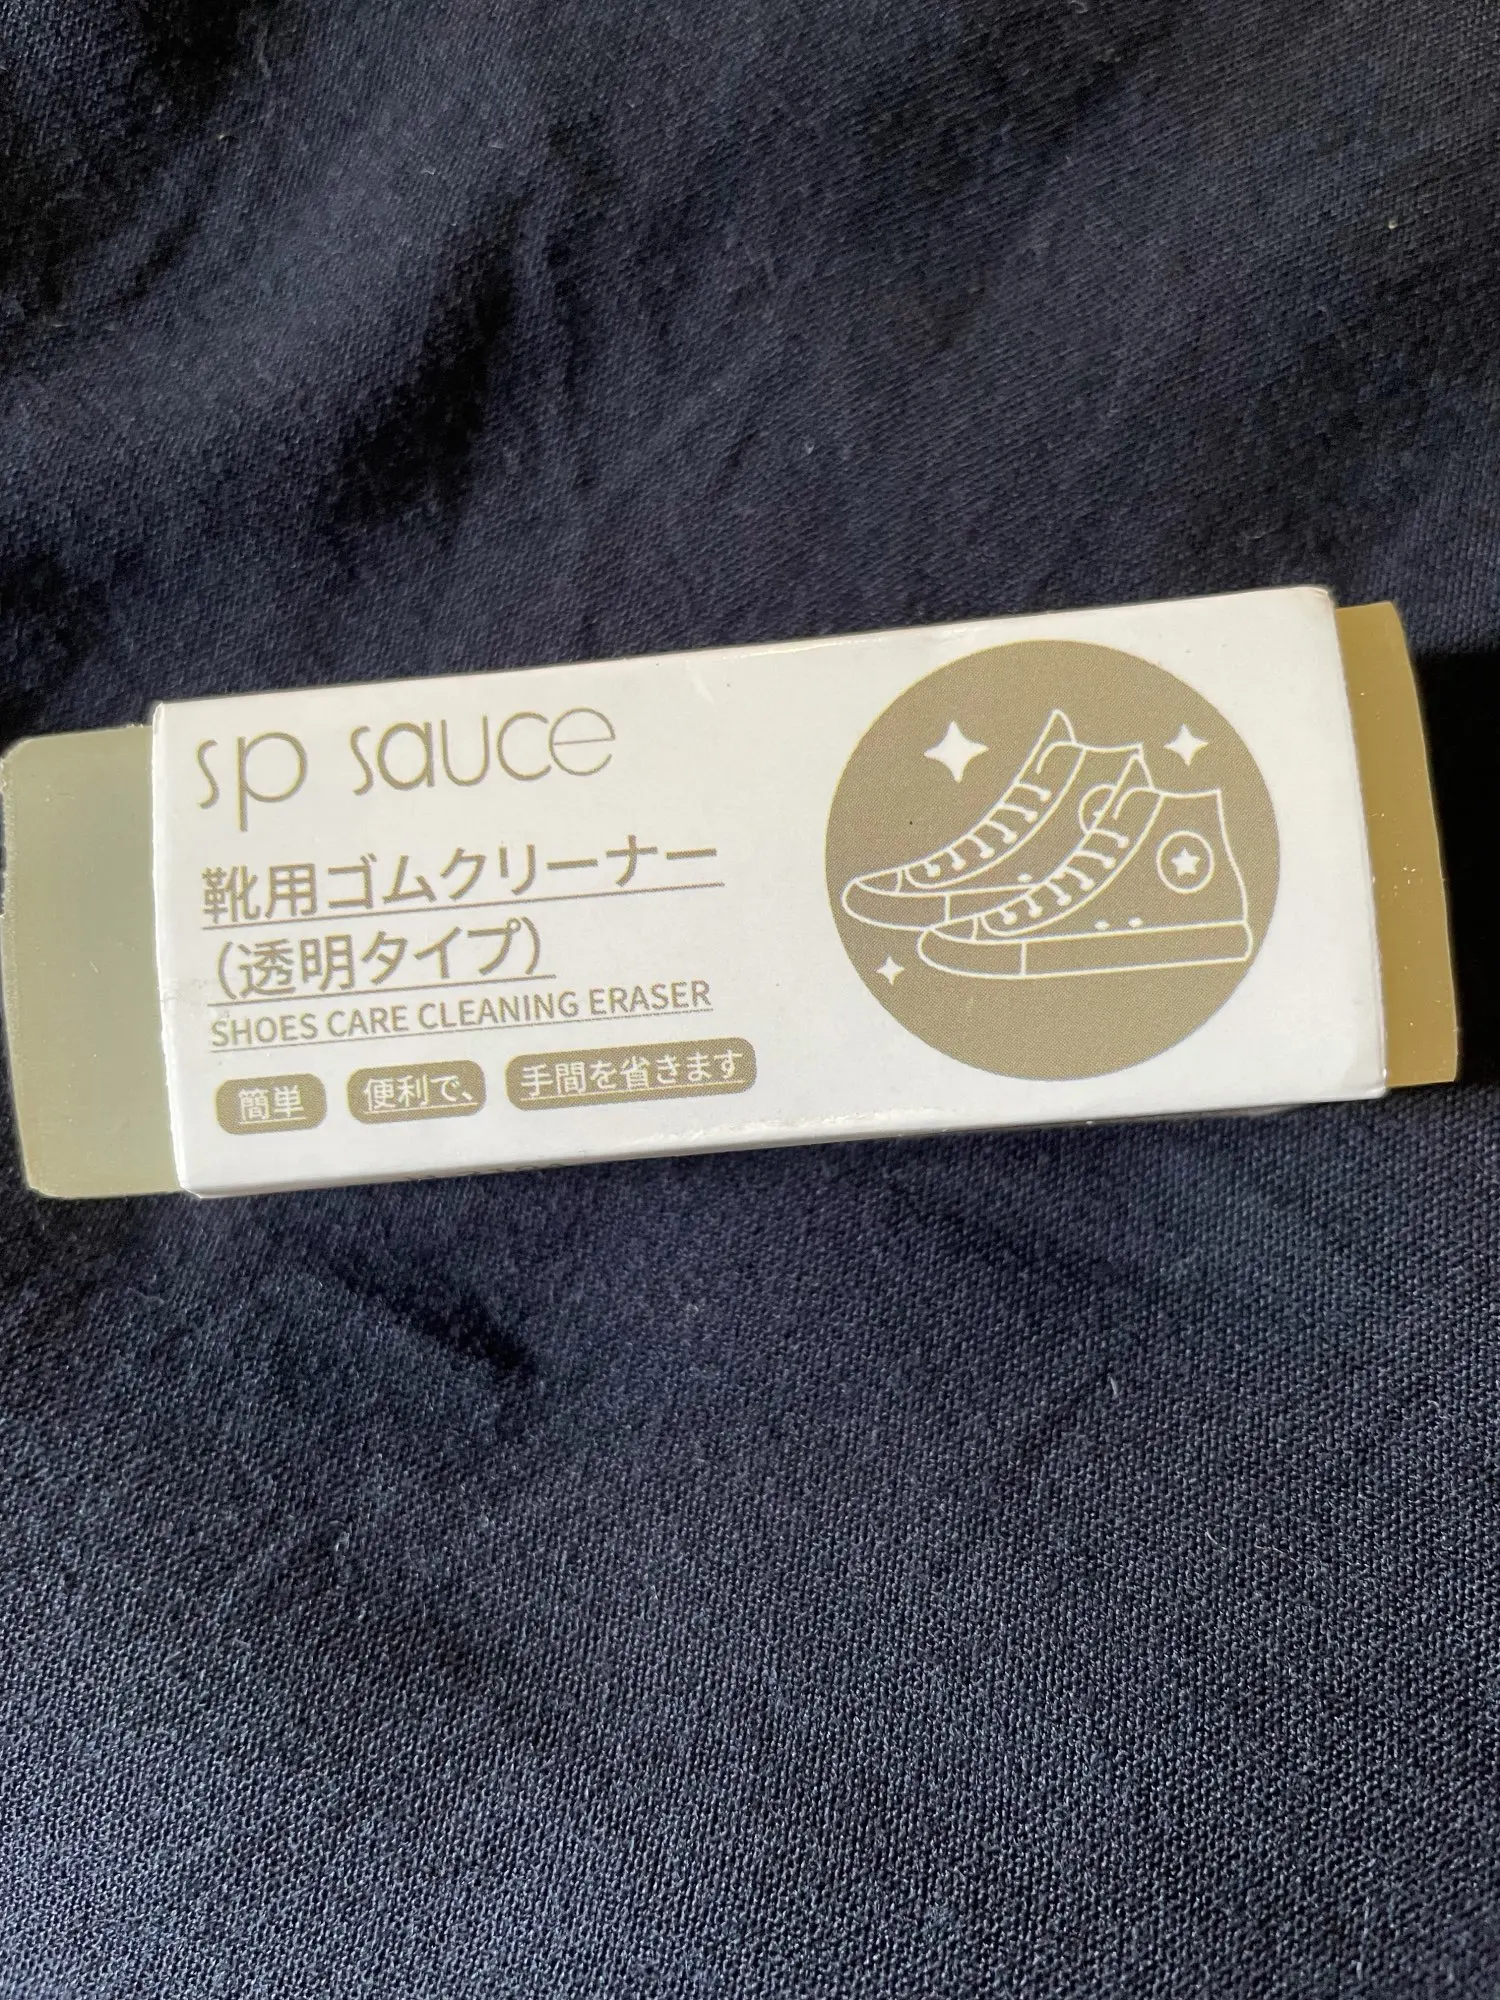 sp sauce
靴用ゴムクリーナー
（透明タイプ）
SHOES CARE CLEANING ERASER
簡単 便利で、 手間を省きます